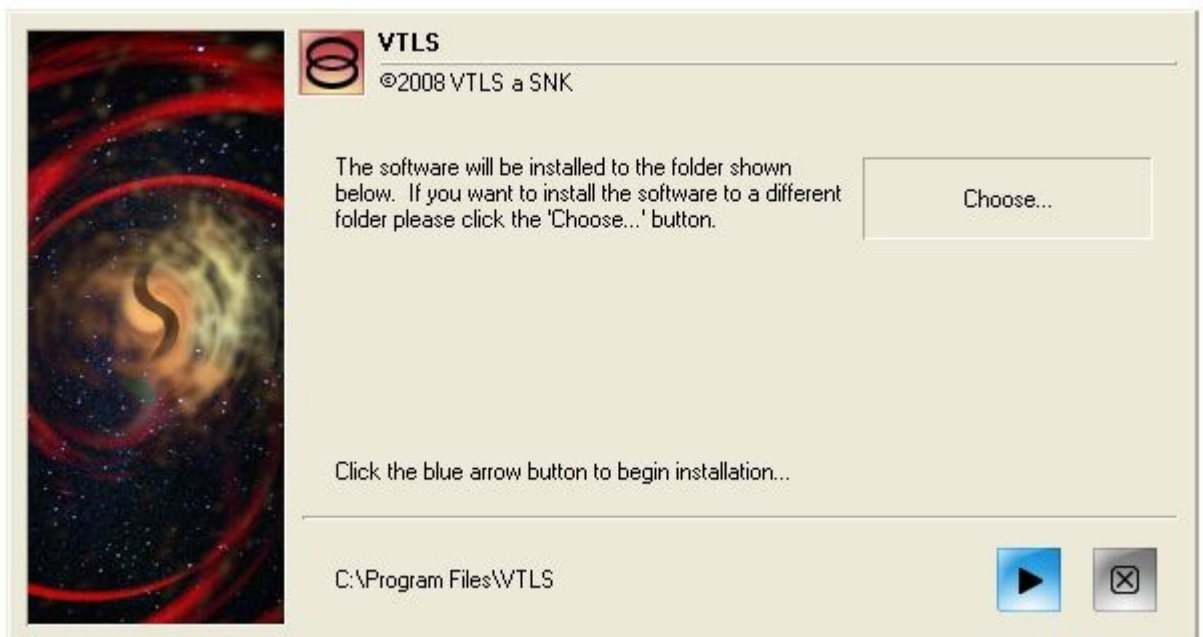 VTLS
©2008 VTLS a SNK
The software will be installed to the folder shown
below.  If you want to install the software to a different
folder please click the 'Choose...' button.
Choose...
Click the blue arrow button to begin installation...
C:\Program Files\VTLS